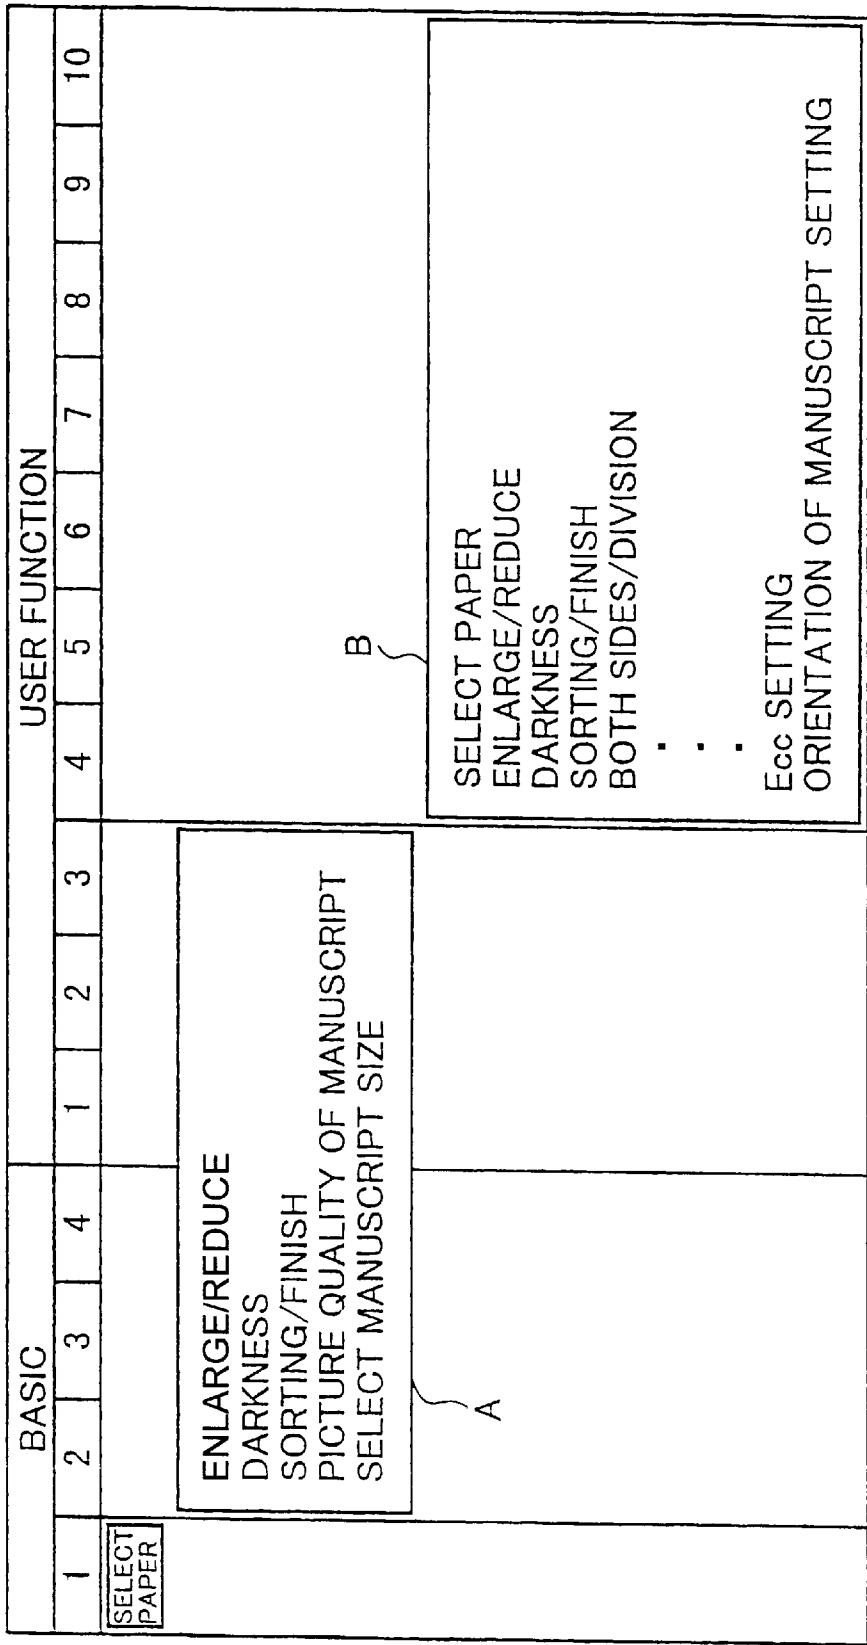 BASIC
USER FUNCTION
1 2 3 4 1 2 3 4 5 6 7 8 9 10
SELECT
PAPER
ENLARGE/REDUCE
DARKNESS
SORTING/FINISH
PICTURE QUALITY OF MANUSCRIPT
SELECT MANUSCRIPT SIZE
A
B
SELECT PAPER
ENLARGE/REDUCE
DARKNESS
SORTING/FINISH
BOTH SIDES/DIVISION
. . .
Ecc SETTING
ORIENTATION OF MANUSCRIPT SETTING